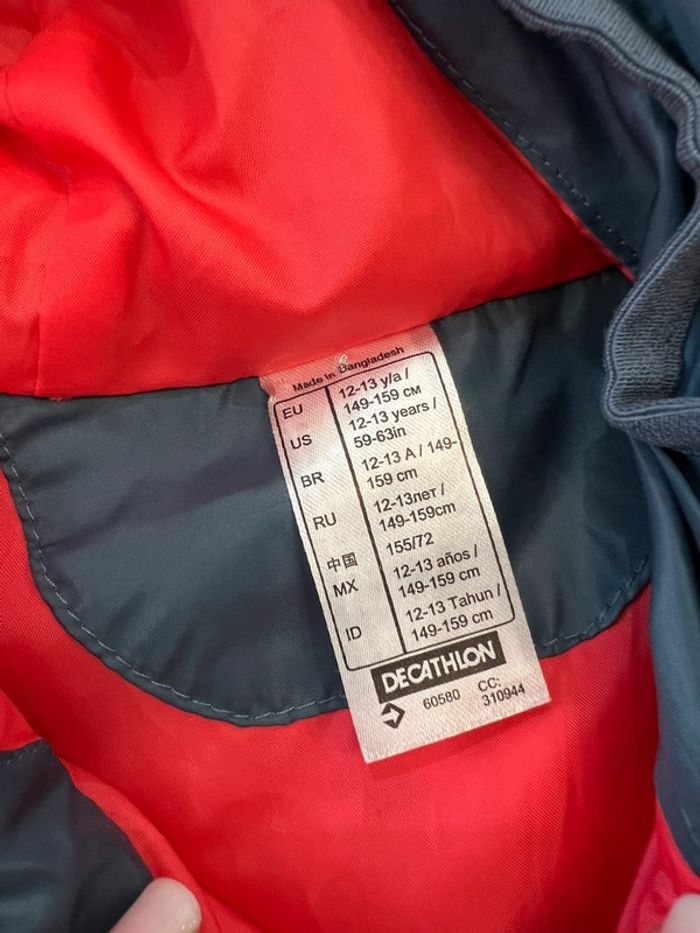 Made in Bangladesh
EU 12-13 y/a /
149-159 см
US 12-13 years /
59-63in
BR 12-13 A / 149-
159 cm
RU 12-13лет /
149-159cm
中国 155/72
MX 12-13 años /
149-159 cm
ID 12-13 Tahun /
149-159 cm
DECATHLON
60580 CC:
310944